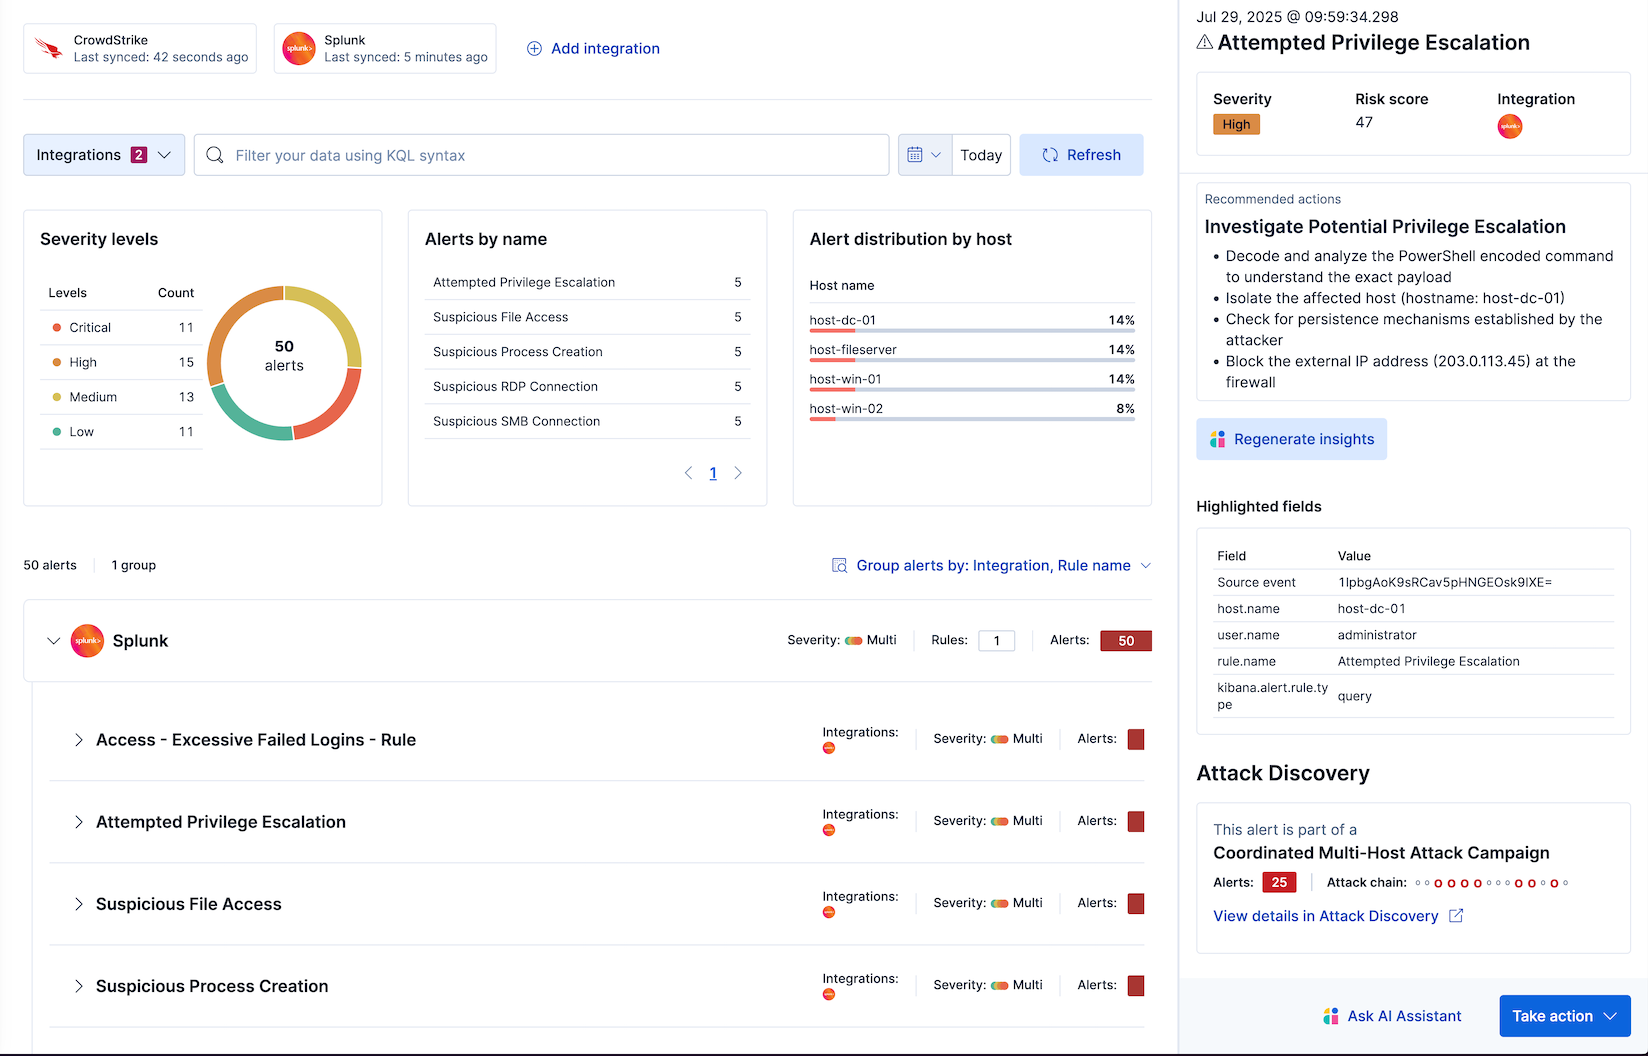 CrowdStrike
Last synced: 42 seconds ago
splunk>
Splunk
Last synced: 5 minutes ago
Add integration
Integrations 2
Filter your data using KQL syntax
Today
Refresh
Severity levels
Levels Count
Critical 11
High 15
Medium 13
Low 11
50
alerts
Alerts by name
Attempted Privilege Escalation 5
Suspicious File Access 5
Suspicious Process Creation 5
Suspicious RDP Connection 5
Suspicious SMB Connection 5
1
Alert distribution by host
Host name
host-dc-01 14%
host-fileserver 14%
host-win-01 14%
host-win-02 8%
50 alerts 1 group
Group alerts by: Integration, Rule name
splunk>
Splunk
Severity: Multi Rules: 1 Alerts: 50
Access - Excessive Failed Logins - Rule
Integrations:
Severity: Multi Alerts:
Attempted Privilege Escalation
Integrations:
Severity: Multi Alerts:
Suspicious File Access
Integrations:
Severity: Multi Alerts:
Suspicious Process Creation
Integrations:
Severity: Multi Alerts:
Jul 29, 2025 @ 09:59:34.298
Attempted Privilege Escalation
Severity Risk score Integration
High 47 splunk>
Recommended actions
Investigate Potential Privilege Escalation
• Decode and analyze the PowerShell encoded command
to understand the exact payload
• Isolate the affected host (hostname: host-dc-01)
• Check for persistence mechanisms established by the
attacker
• Block the external IP address (203.0.113.45) at the
firewall
Regenerate insights
Highlighted fields
Field Value
Source event 1lpbgAoK9sRCav5pHNGEOsk9IXE=
host.name host-dc-01
user.name administrator
rule.name Attempted Privilege Escalation
kibana.alert.rule.ty
pe query
Attack Discovery
This alert is part of a
Coordinated Multi-Host Attack Campaign
Alerts: 25 Attack chain:
View details in Attack Discovery
Ask AI Assistant
Take action